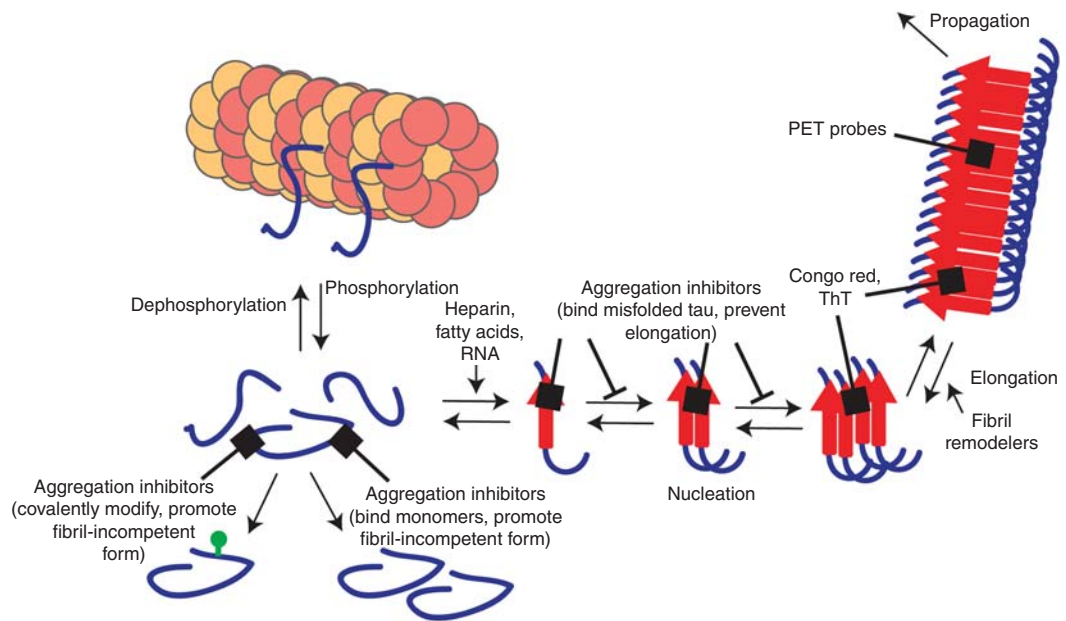 Propagation
PET probes
Congo red,
ThT
Dephosphorylation
Phosphorylation
Heparin,
fatty acids,
RNA
Aggregation inhibitors
(bind misfolded tau, prevent
elongation)
Elongation
Fibril
remodelers
Nucleation
Aggregation inhibitors
(covalently modify, promote
fibril-incompetent
form)
Aggregation inhibitors
(bind monomers, promote
fibril-incompetent form)